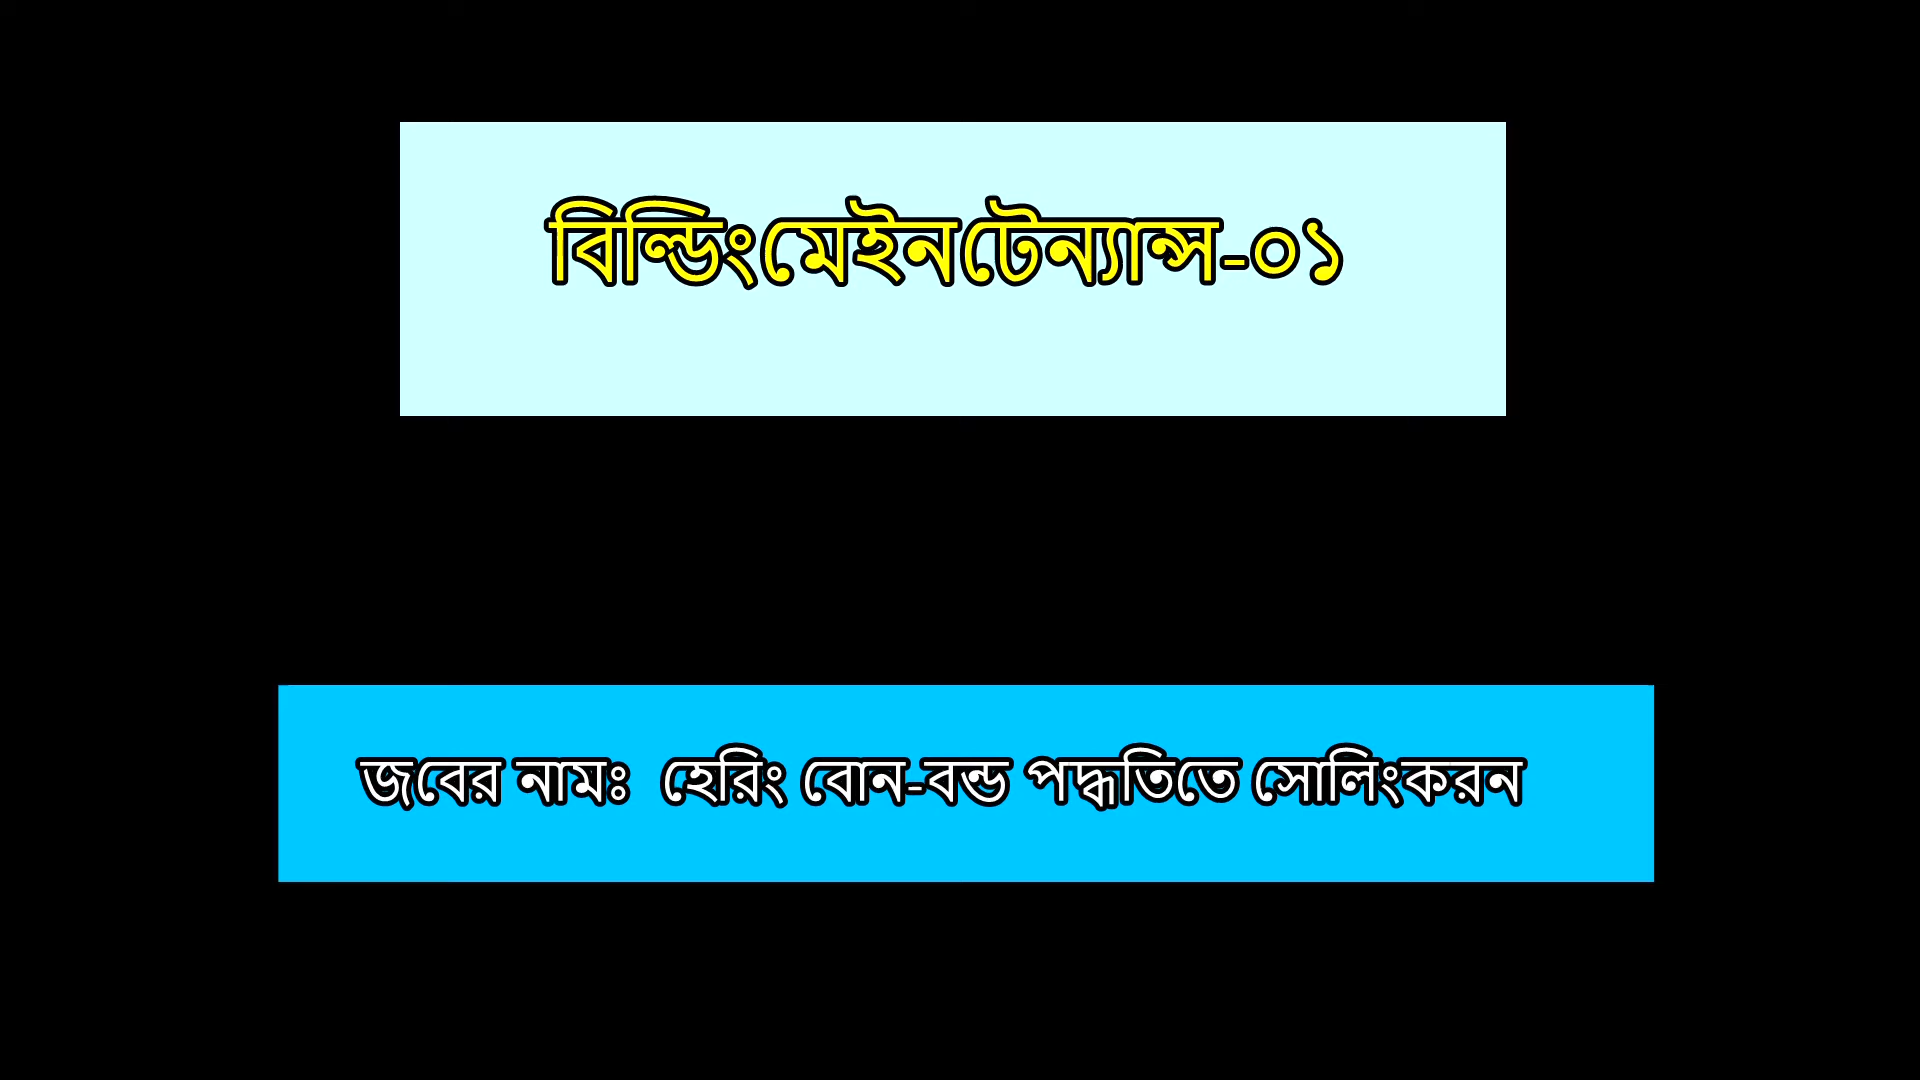 বিল্ডিং মেইনটেন্যান্স-০১
জবের নামঃ হেরিং বোন-বন্ড পদ্ধতিতে সোলিংকরন